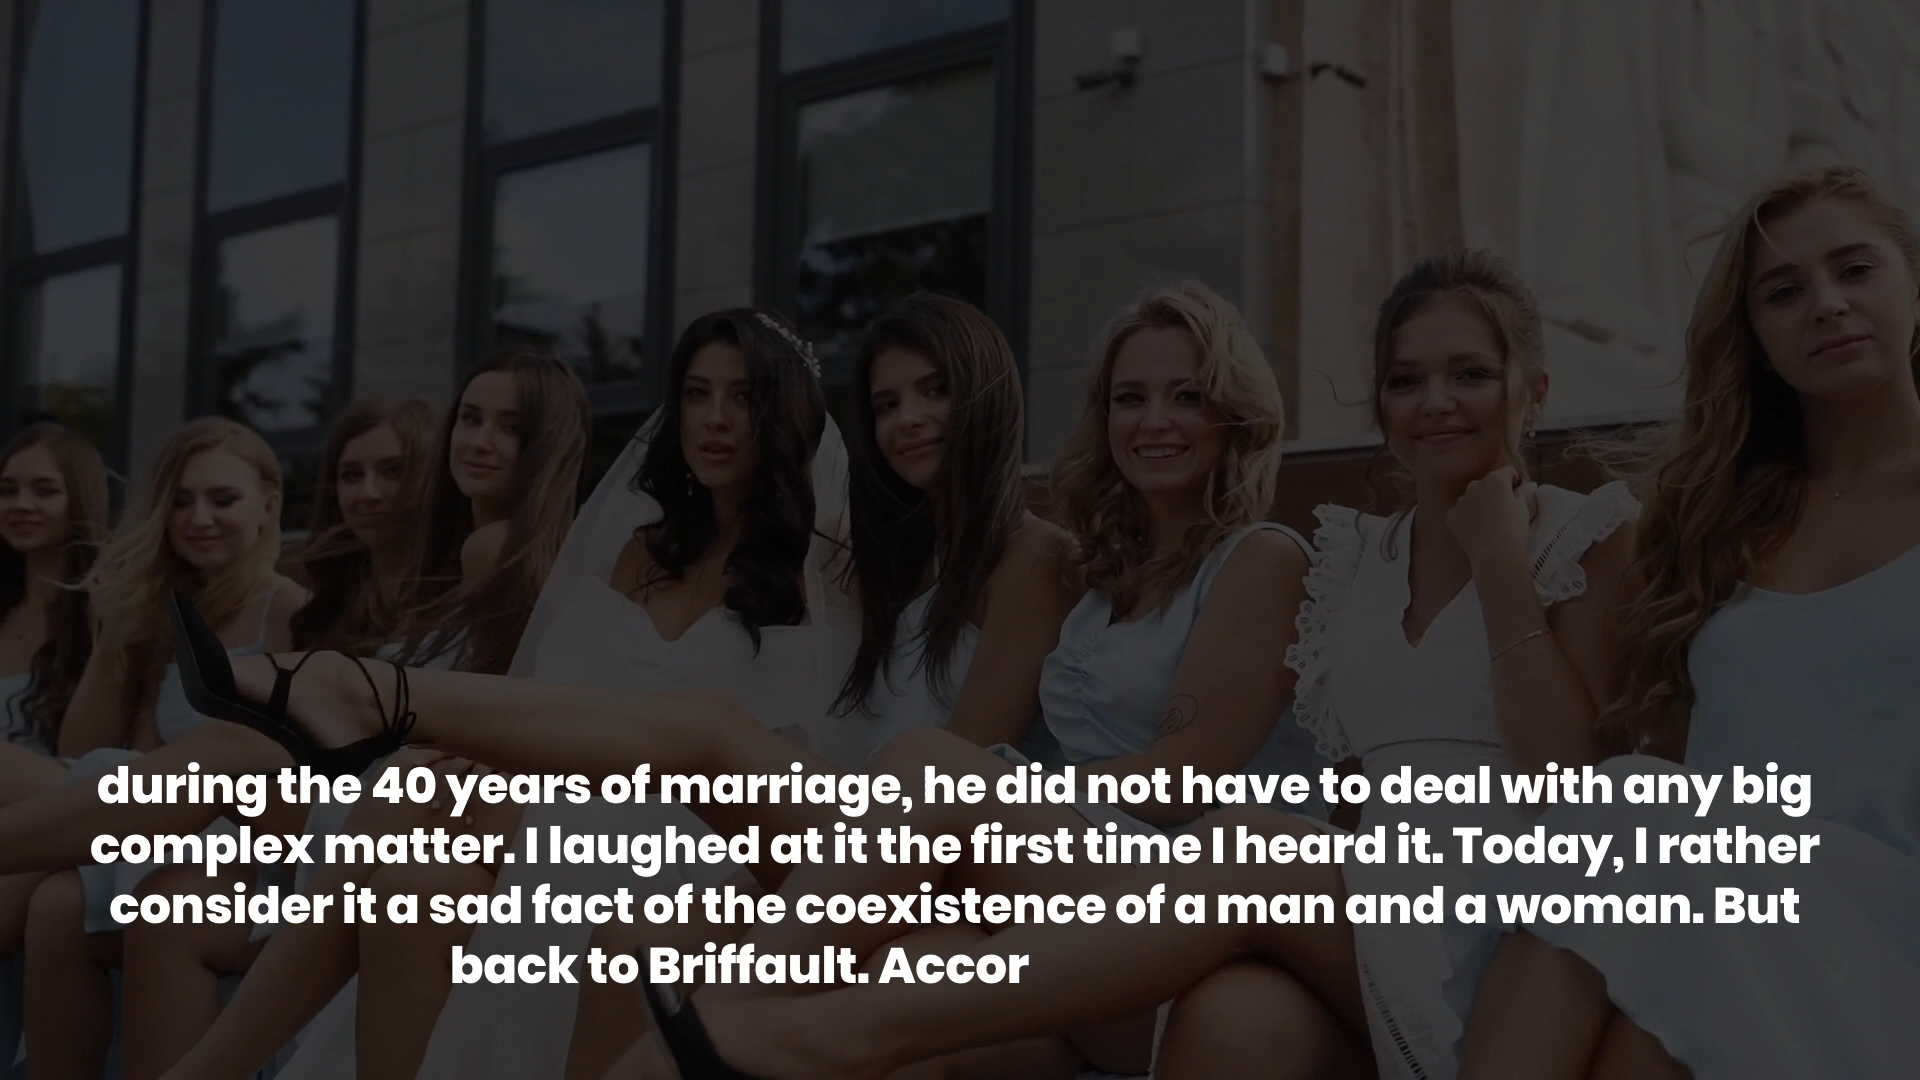 during the 40 years of marriage, he did not have to deal with any big
complex matter. I laughed at it the first time I heard it. Today, I rather
consider it a sad fact of the coexistence of a man and a woman. But
back to Briffault. Accor